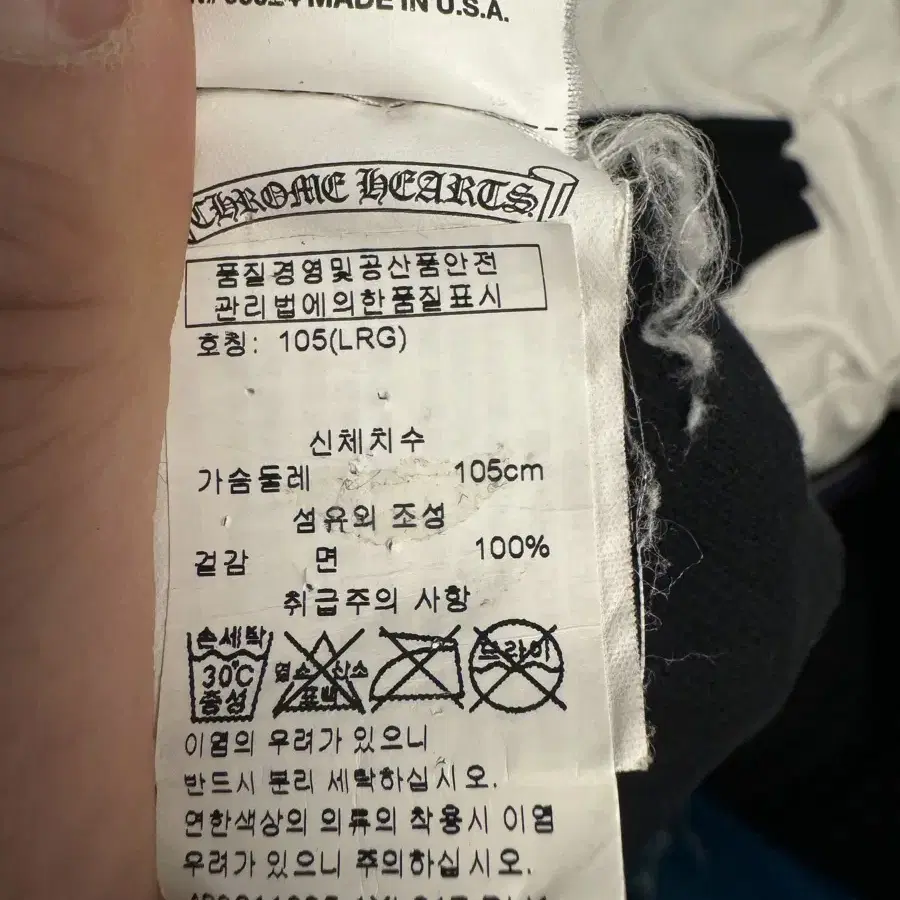 MADE IN U.S.A.
CHROME HEARTS
품질경영및공산품안전
관리법에의한품질표시
호칭: 105(LRG)
신체치수
가슴둘레 105cm
섬유의 조성
겉감 면 100%
취급주의 사항
손세탁 30℃ 중성
염소 산소 표백
드라이
이염의 우려가 있으니
반드시 분리 세탁하십시오.
연한색상의 의류의 착용시 이염
우려가 있으니 주의하십시오.